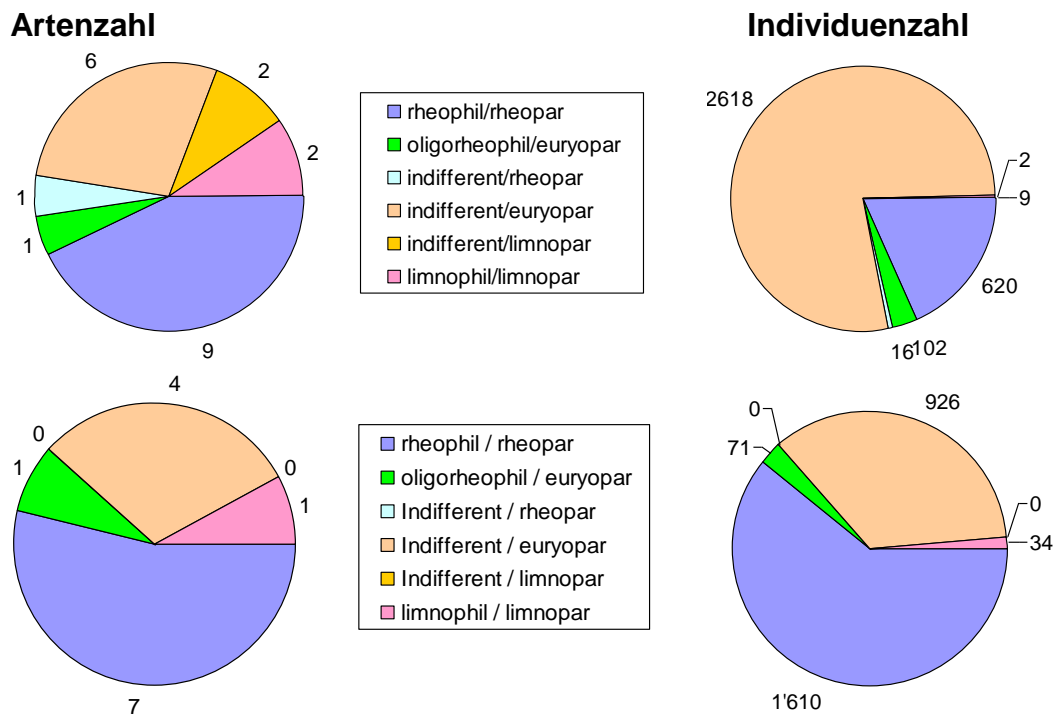 Artenzahl
Individuenzahl
6
2
2
1
1
9
rheophil/rheopar
oligorheophil/euryopar
indifferent/rheopar
indifferent/euryopar
indifferent/limnopar
limnophil/limnopar
2618
2
9
620
16
102
4
0
0
1
1
7
rheophil / rheopar
oligorheophil / euryopar
Indifferent / rheopar
Indifferent / euryopar
Indifferent / limnopar
limnophil / limnopar
926
0
71
0
34
1'610